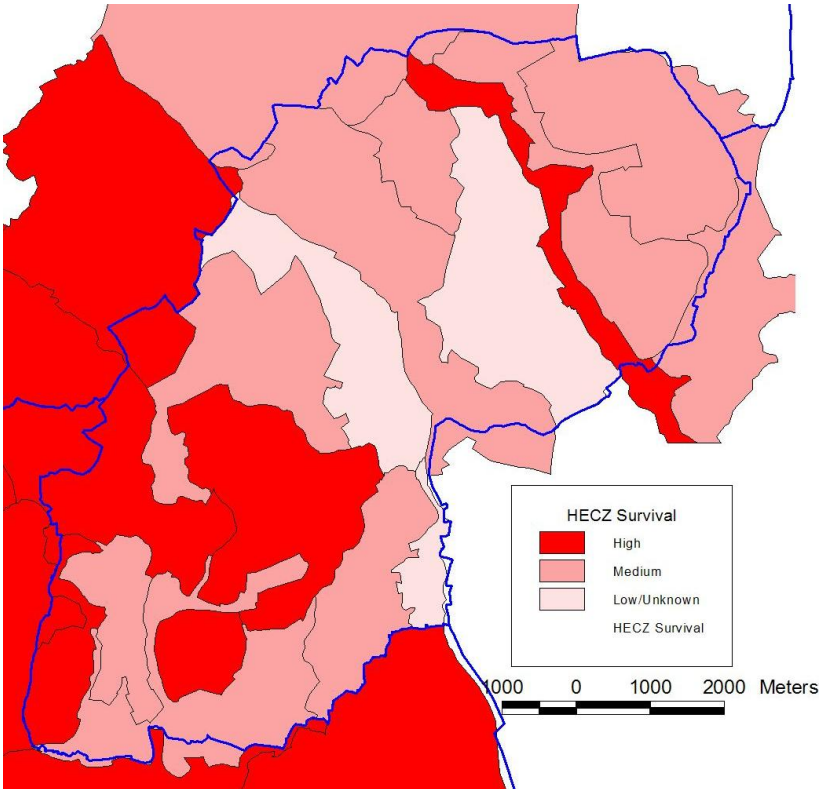 HECZ Survival
High
Medium
Low/Unknown
HECZ Survival
1000 0 1000 2000 Meters